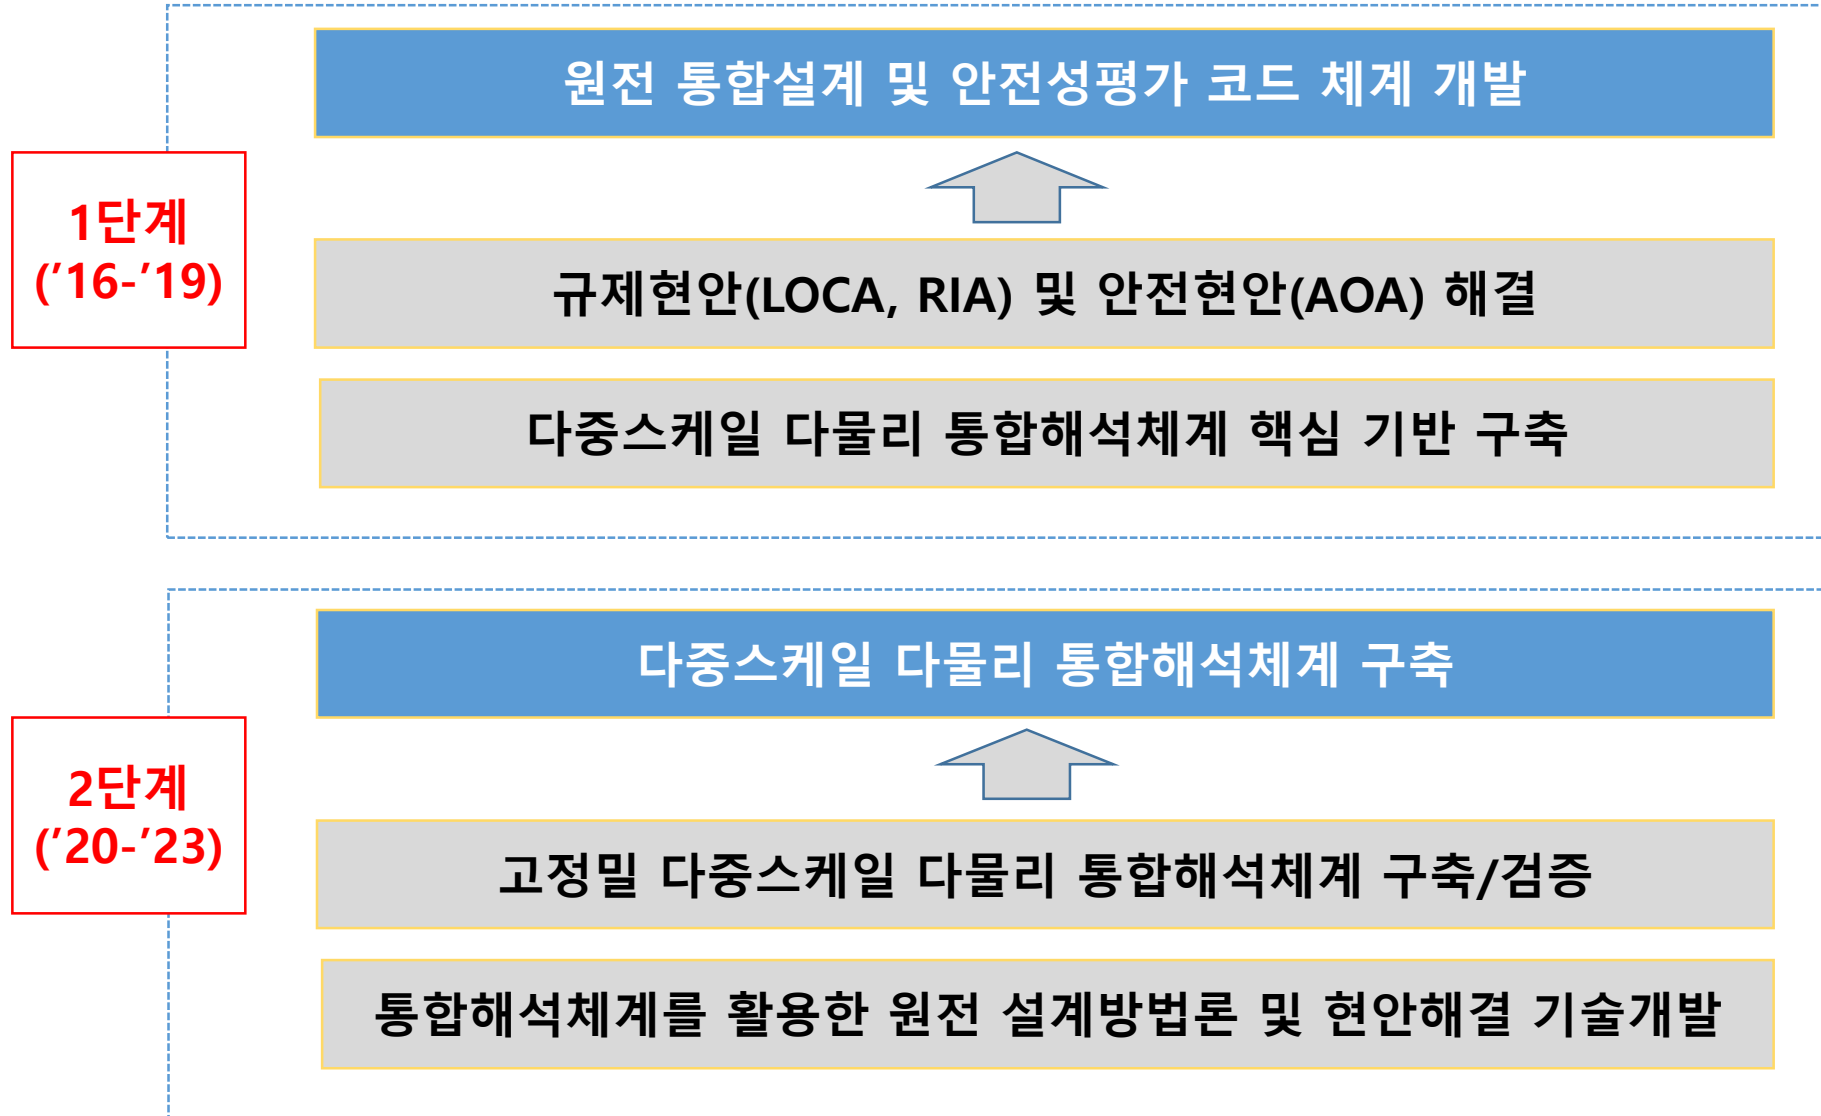 원전 통합설계 및 안전성평가 코드 체계 개발
1단계
(’16-’19)
규제현안(LOCA, RIA) 및 안전현안(AOA) 해결
다중스케일 다물리 통합해석체계 핵심 기반 구축
다중스케일 다물리 통합해석체계 구축
2단계
(’20-’23)
고정밀 다중스케일 다물리 통합해석체계 구축/검증
통합해석체계를 활용한 원전 설계방법론 및 현안해결 기술개발